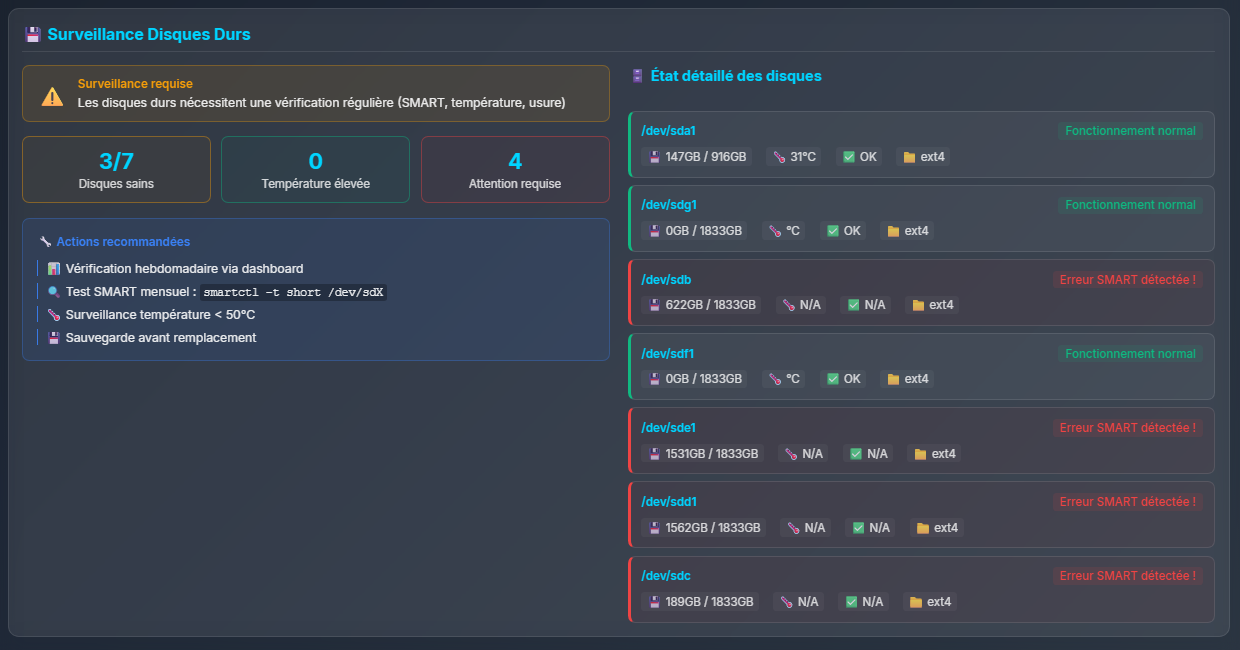 Surveillance Disques Durs
Surveillance requise
Les disques durs nécessitent une vérification régulière (SMART, température, usure)
3/7
Disques sains
0
Température élevée
4
Attention requise
Actions recommandées
Vérification hebdomadaire via dashboard
Test SMART mensuel : smartctl -t short /dev/sdX
Surveillance température < 50°C
Sauvegarde avant remplacement
État détaillé des disques
/dev/sda1 Fonctionnement normal
147GB / 916GB 31°C OK ext4
/dev/sdg1 Fonctionnement normal
0GB / 1833GB °C OK ext4
/dev/sdb Erreur SMART détectée !
622GB / 1833GB N/A N/A ext4
/dev/sdf1 Fonctionnement normal
0GB / 1833GB °C OK ext4
/dev/sde1 Erreur SMART détectée !
1531GB / 1833GB N/A N/A ext4
/dev/sdd1 Erreur SMART détectée !
1562GB / 1833GB N/A N/A ext4
/dev/sdc Erreur SMART détectée !
189GB / 1833GB N/A N/A ext4